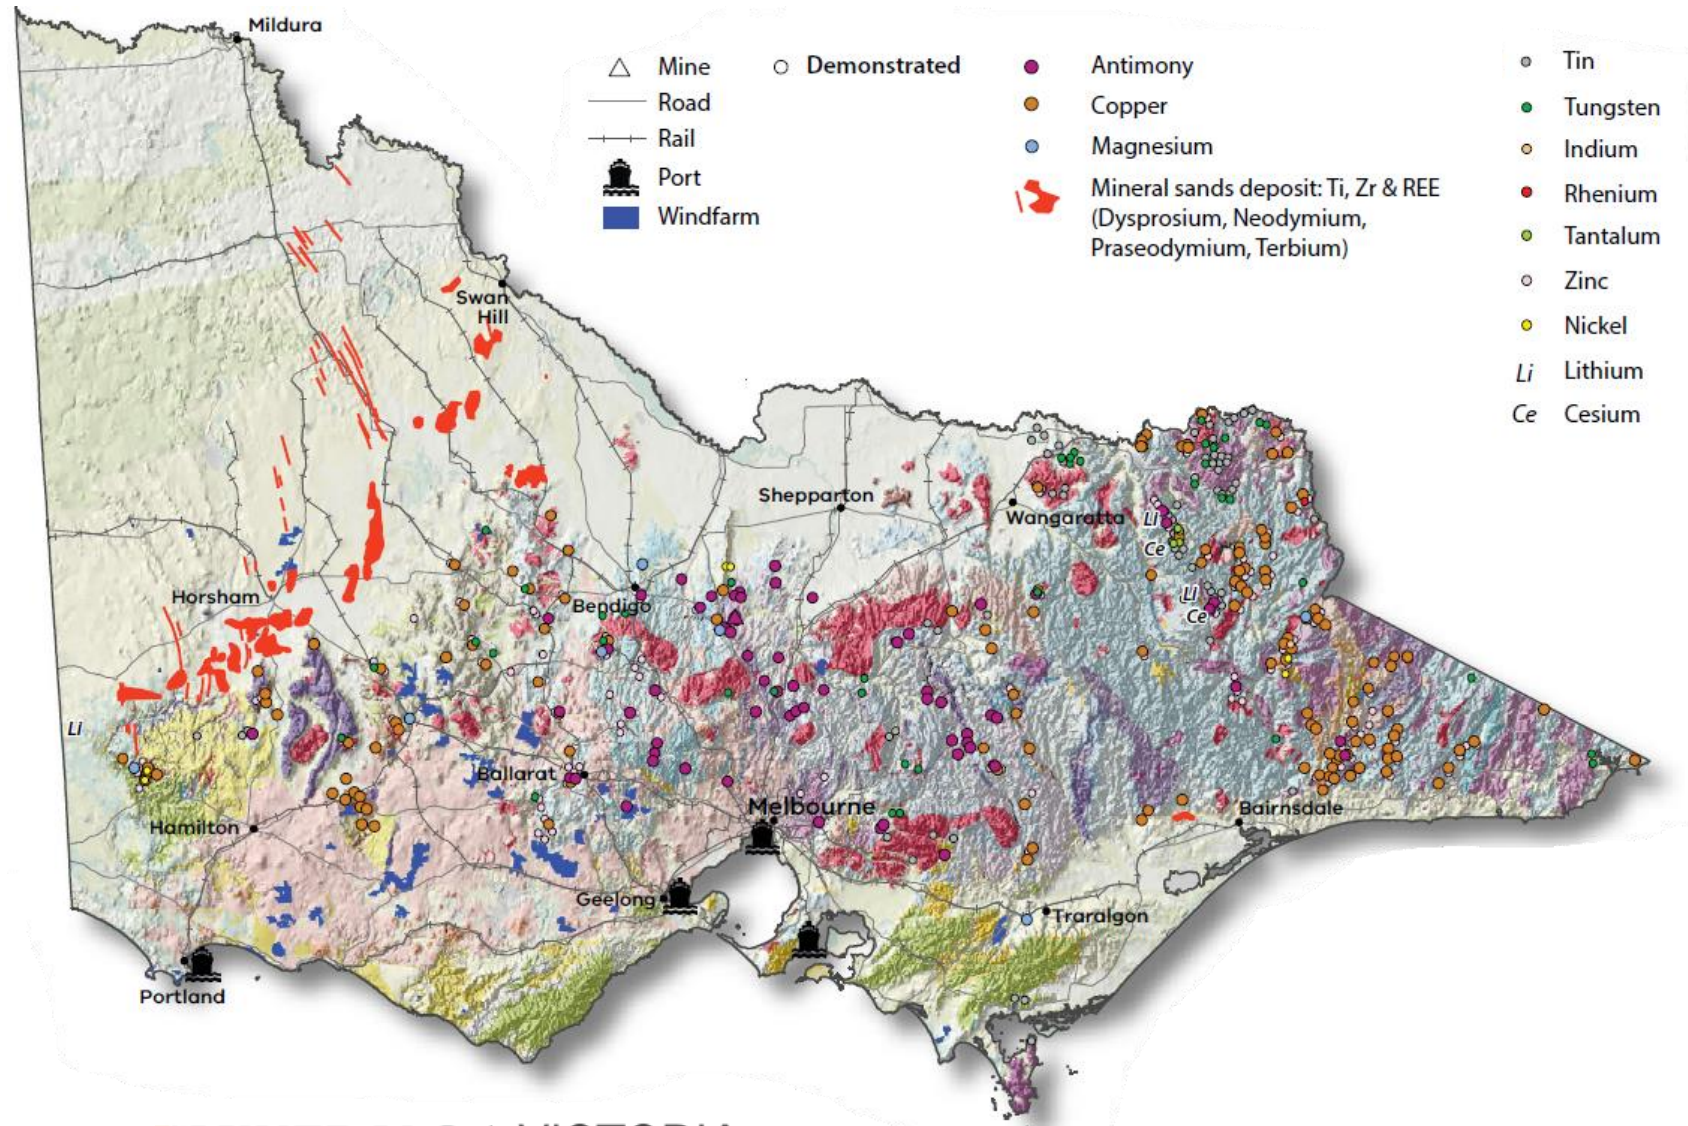 Mildura
Mine
Demonstrated
Road
Rail
Port
Windfarm
Antimony
Copper
Magnesium
Mineral sands deposit: Ti, Zr & REE
(Dysprosium, Neodymium,
Praseodymium, Terbium)
Tin
Tungsten
Indium
Rhenium
Tantalum
Zinc
Nickel
Li Lithium
Ce Cesium
Swan
Hill
Shepparton
Wangaratta
Li
Ce
Horsham
Bendigo
Li
Ce
Li
Ballarat
Melbourne
Bairnsdale
Hamilton
Geelong
Traralgon
Portland
VICTORIA